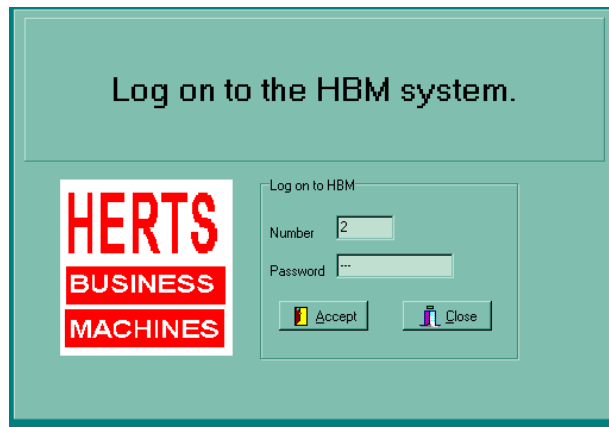 Log on to the HBM system.
HERTS
BUSINESS
MACHINES
Log on to HBM
Number 2
Password ---
Accept Close